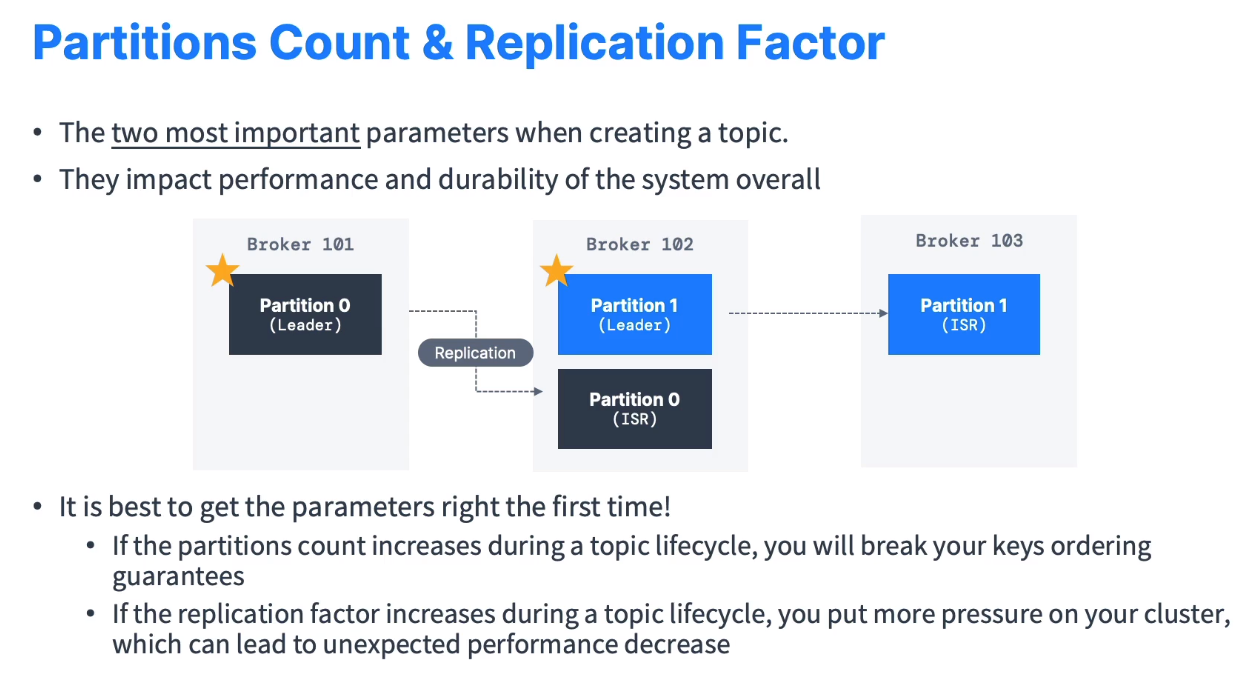 Partitions Count & Replication Factor
• The two most important parameters when creating a topic.
• They impact performance and durability of the system overall
Broker 101
Partition 0
(Leader)
Replication
Broker 102
Partition 1
(Leader)
Partition 0
(ISR)
Broker 103
Partition 1
(ISR)
• It is best to get the parameters right the first time!
• If the partitions count increases during a topic lifecycle, you will break your keys ordering
guarantees
• If the replication factor increases during a topic lifecycle, you put more pressure on your cluster,
which can lead to unexpected performance decrease